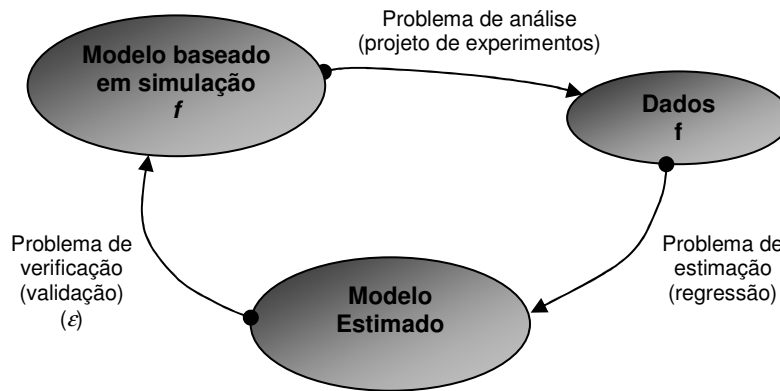 Problema de análise
(projeto de experimentos)
Modelo baseado
em simulação
f
Dados
f
Problema de
verificação
(validação)
(ε)
Problema de
estimação
(regressão)
Modelo
Estimado